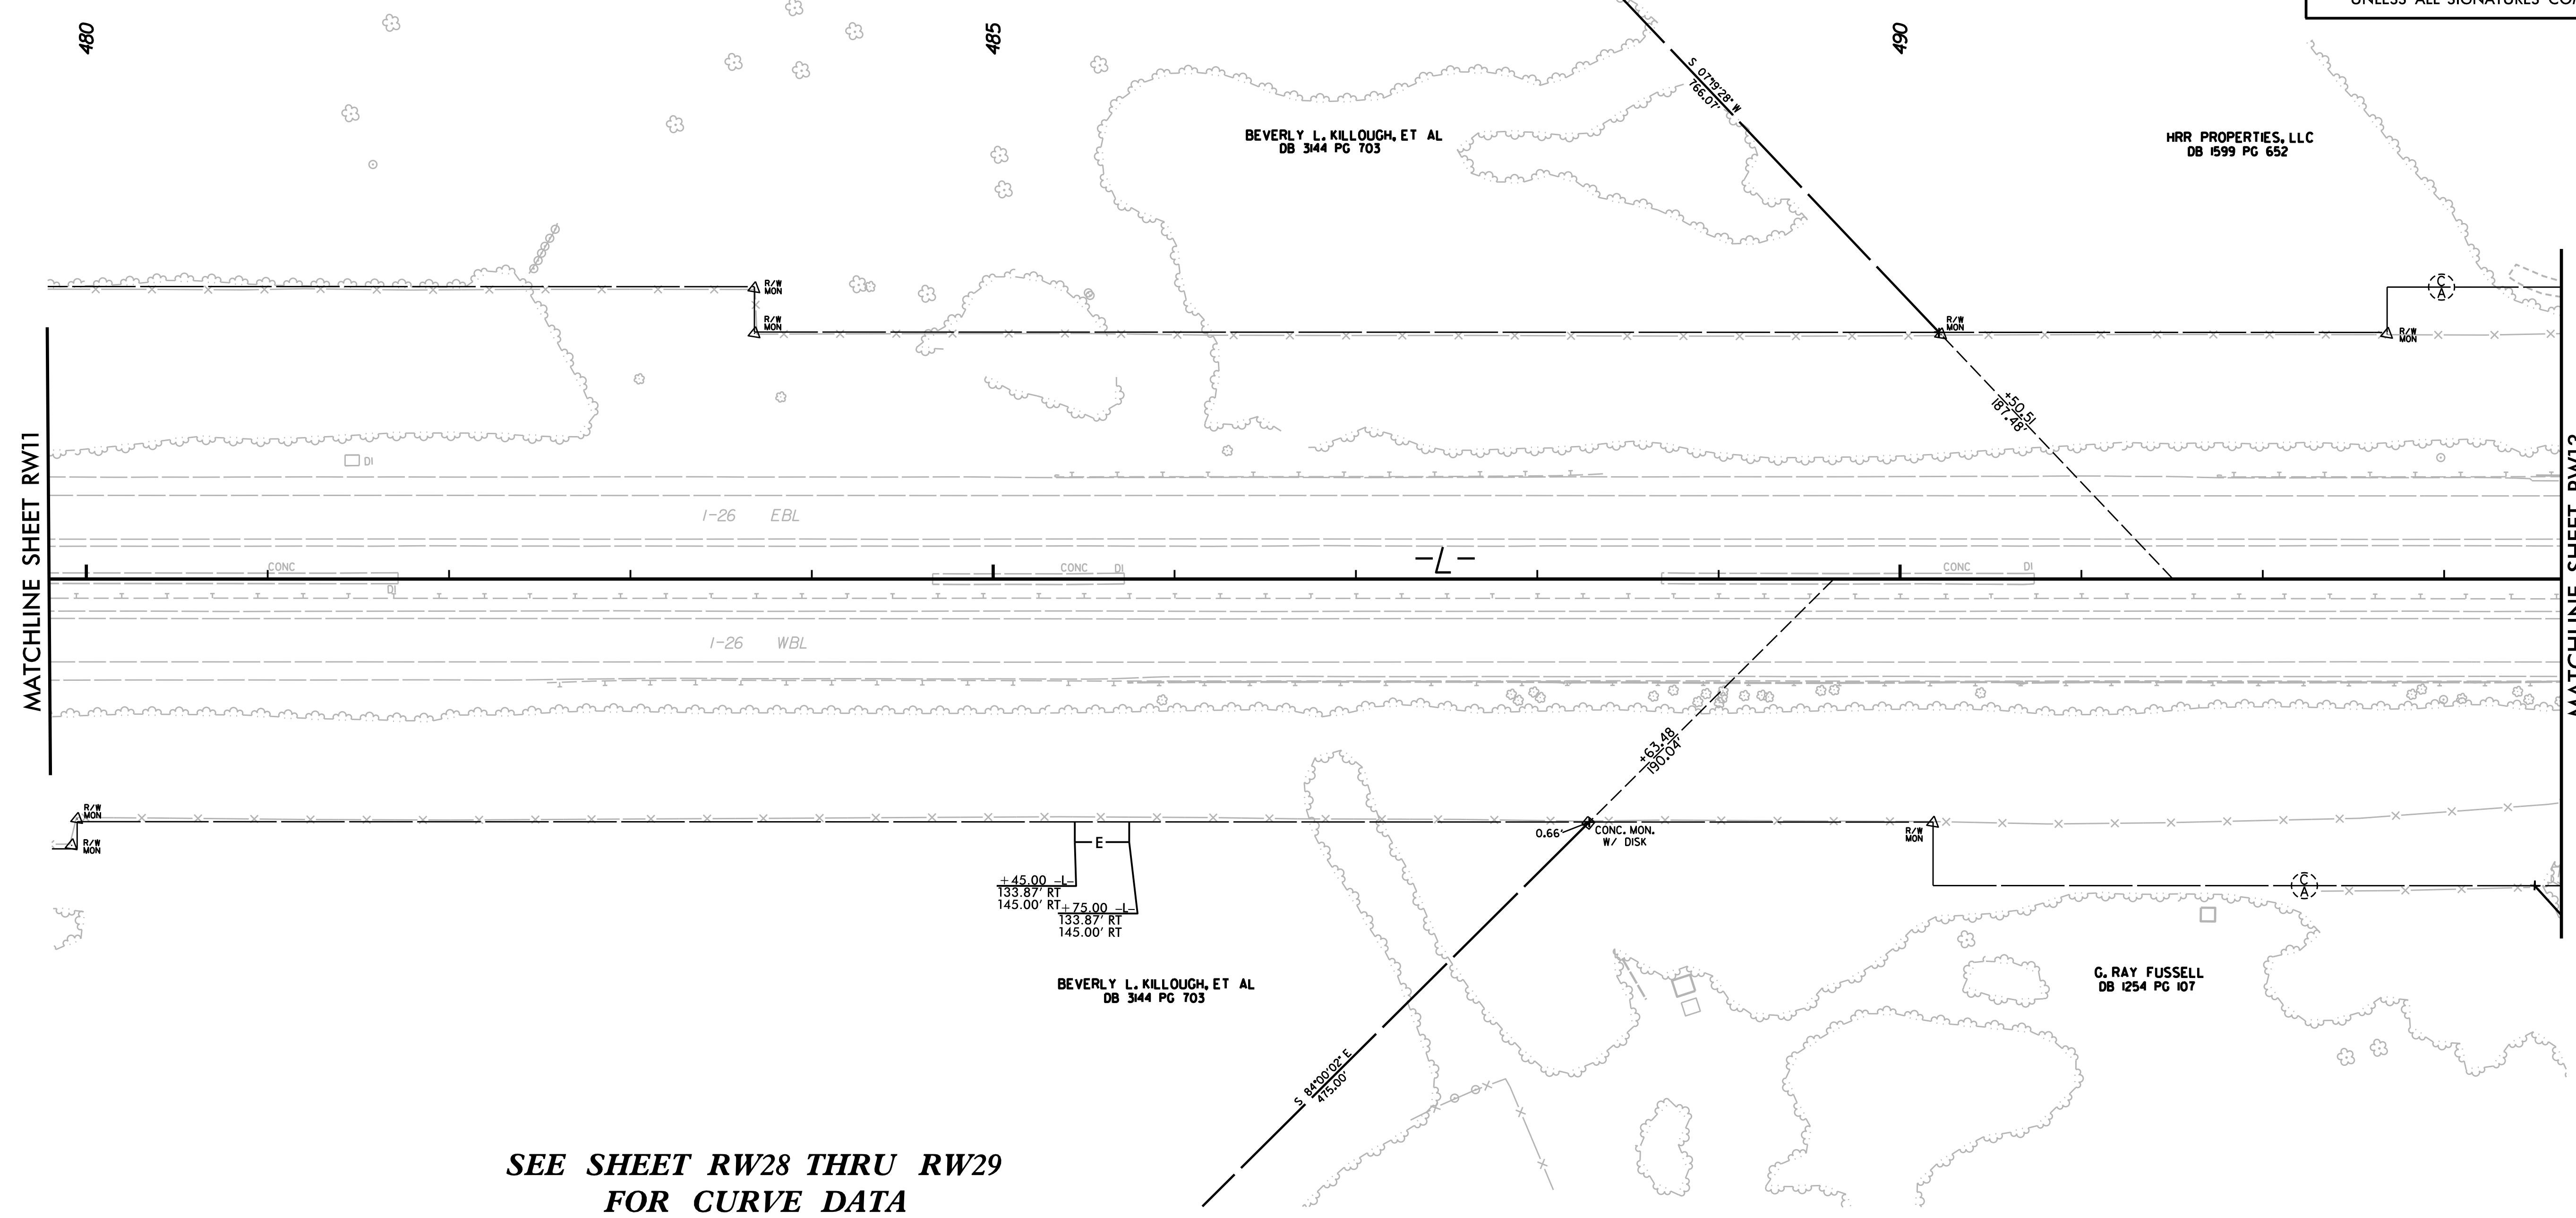 UNLESS ALL SIGNATURES
480
485
490
S 07°19'28" W
766.07'
BEVERLY L. KILLOUGH, ET AL
DB 3144 PG 703
HRR PROPERTIES, LLC
DB 1599 PG 652
R/W
MON
R/W
MON
R/W
MON
R/W
MON
C
A
+50.51
187.48'
MATCHLINE SHEET RW11
MATCHLINE SHEET RW13
DI
I-26 EBL
-L-
CONC
DI
CONC DI
CONC DI
I-26 WBL
+63.48
190.04'
R/W
MON
R/W
MON
E
0.66'
CONC. MON.
W/ DISK
R/W
MON
C
A
+45.00 -L-
133.87' RT
145.00' RT
+75.00 -L-
133.87' RT
145.00' RT
BEVERLY L. KILLOUGH, ET AL
DB 3144 PG 703
G. RAY FUSSELL
DB 1254 PG 107
S 84°00'02" E
475.00'
SEE SHEET RW28 THRU RW29
FOR CURVE DATA